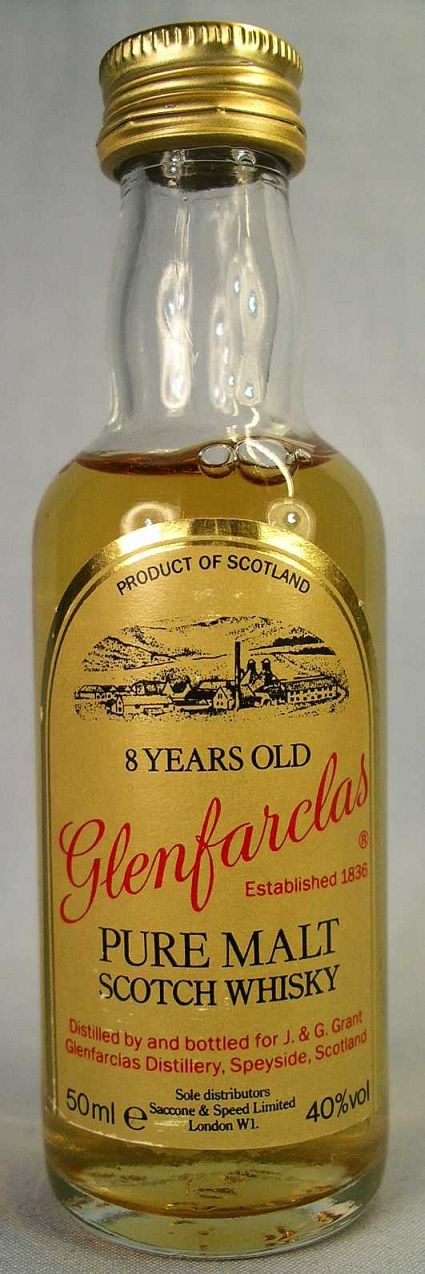 PRODUCT OF SCOTLAND
8 YEARS OLD
Glenfarclas ®
Established 1836
PURE MALT
SCOTCH WHISKY
Distilled by and bottled for J. & G. Grant
Glenfarclas Distillery, Speyside, Scotland
50ml e
Sole distributors
Saccone & Speed Limited
London W1.
40%vol